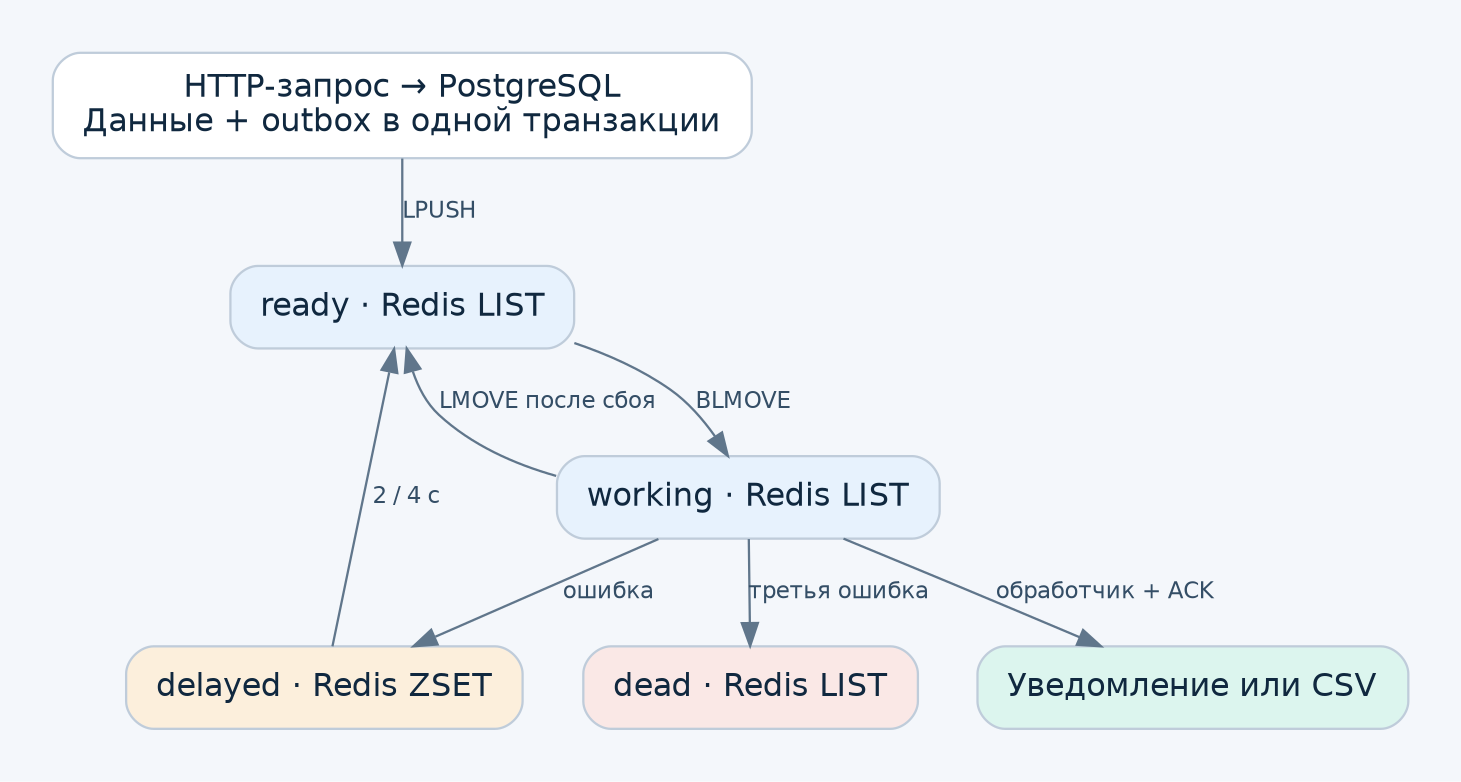 HTTP-запрос → PostgreSQL
Данные + outbox в одной транзакции
LPUSH
ready · Redis LIST
LMOVE после сбоя
BLMOVE
2 / 4 с
working · Redis LIST
ошибка
третья ошибка
обработчик + ACK
delayed · Redis ZSET
dead · Redis LIST
Уведомление или CSV